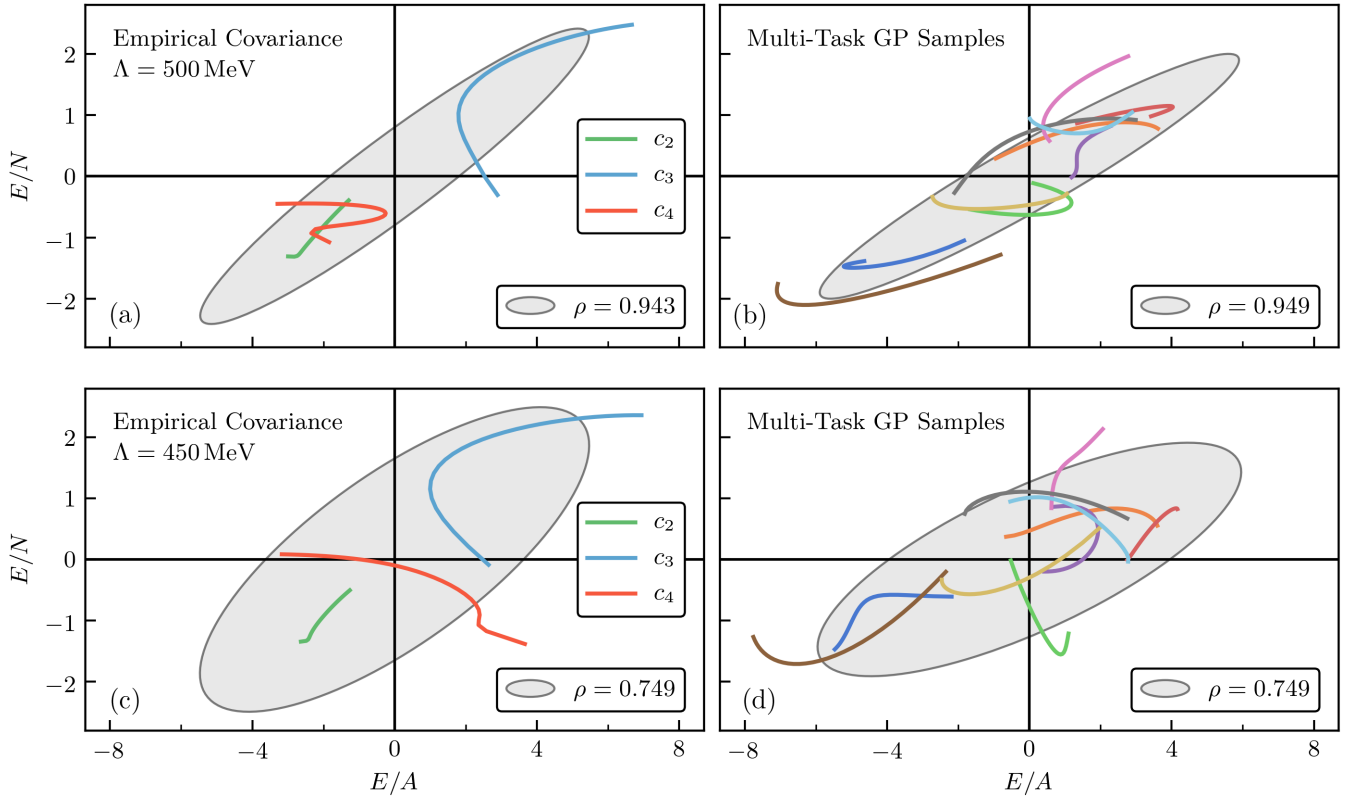 Empirical Covariance
Λ = 500 MeV
E/N
2
1
0
−1
−2
c₂
c₃
c₄
(a)
ρ = 0.943
Multi-Task GP Samples
(b)
ρ = 0.949
Empirical Covariance
Λ = 450 MeV
E/N
2
1
0
−1
−2
c₂
c₃
c₄
(c)
ρ = 0.749
−8
−4
0
4
8
E/A
Multi-Task GP Samples
(d)
ρ = 0.749
−8
−4
0
4
8
E/A